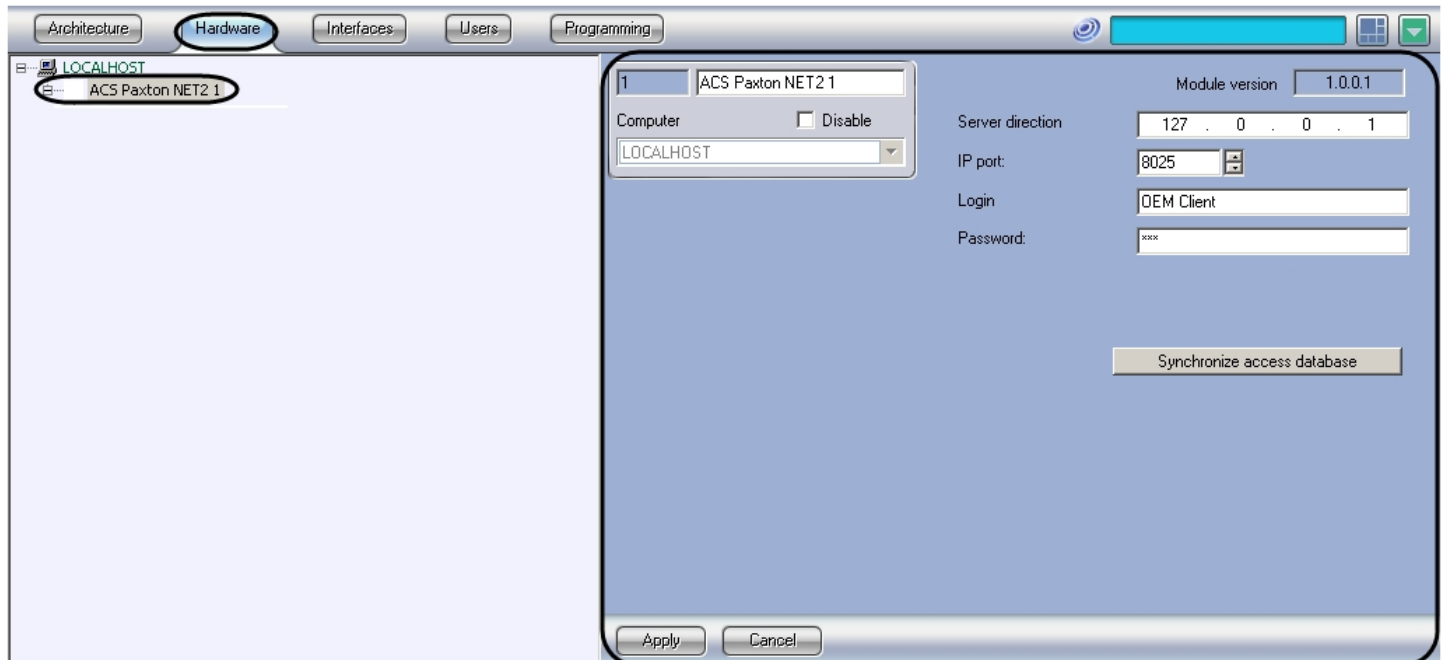 Architecture Hardware Interfaces Users Programming
LOCALHOST
ACS Paxton NET2 1
1 ACS Paxton NET2 1
Computer Disable
LOCALHOST
Module version 1.0.0.1
Server direction 127 . 0 . 0 . 1
IP port: 8025
Login OEM Client
Password: ***
Synchronize access database
Apply Cancel